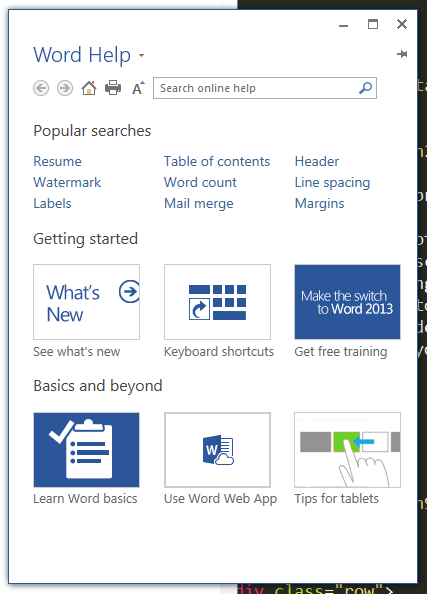 Word Help
A
Search online help
Popular searches
Resume Table of contents Header
Watermark Word count Line spacing
Labels Mail merge Margins
Getting started
What's
New
Make the switch
to Word 2013
See what's new Keyboard shortcuts Get free training
Basics and beyond
W
Learn Word basics Use Word Web App Tips for tablets
div class="row">